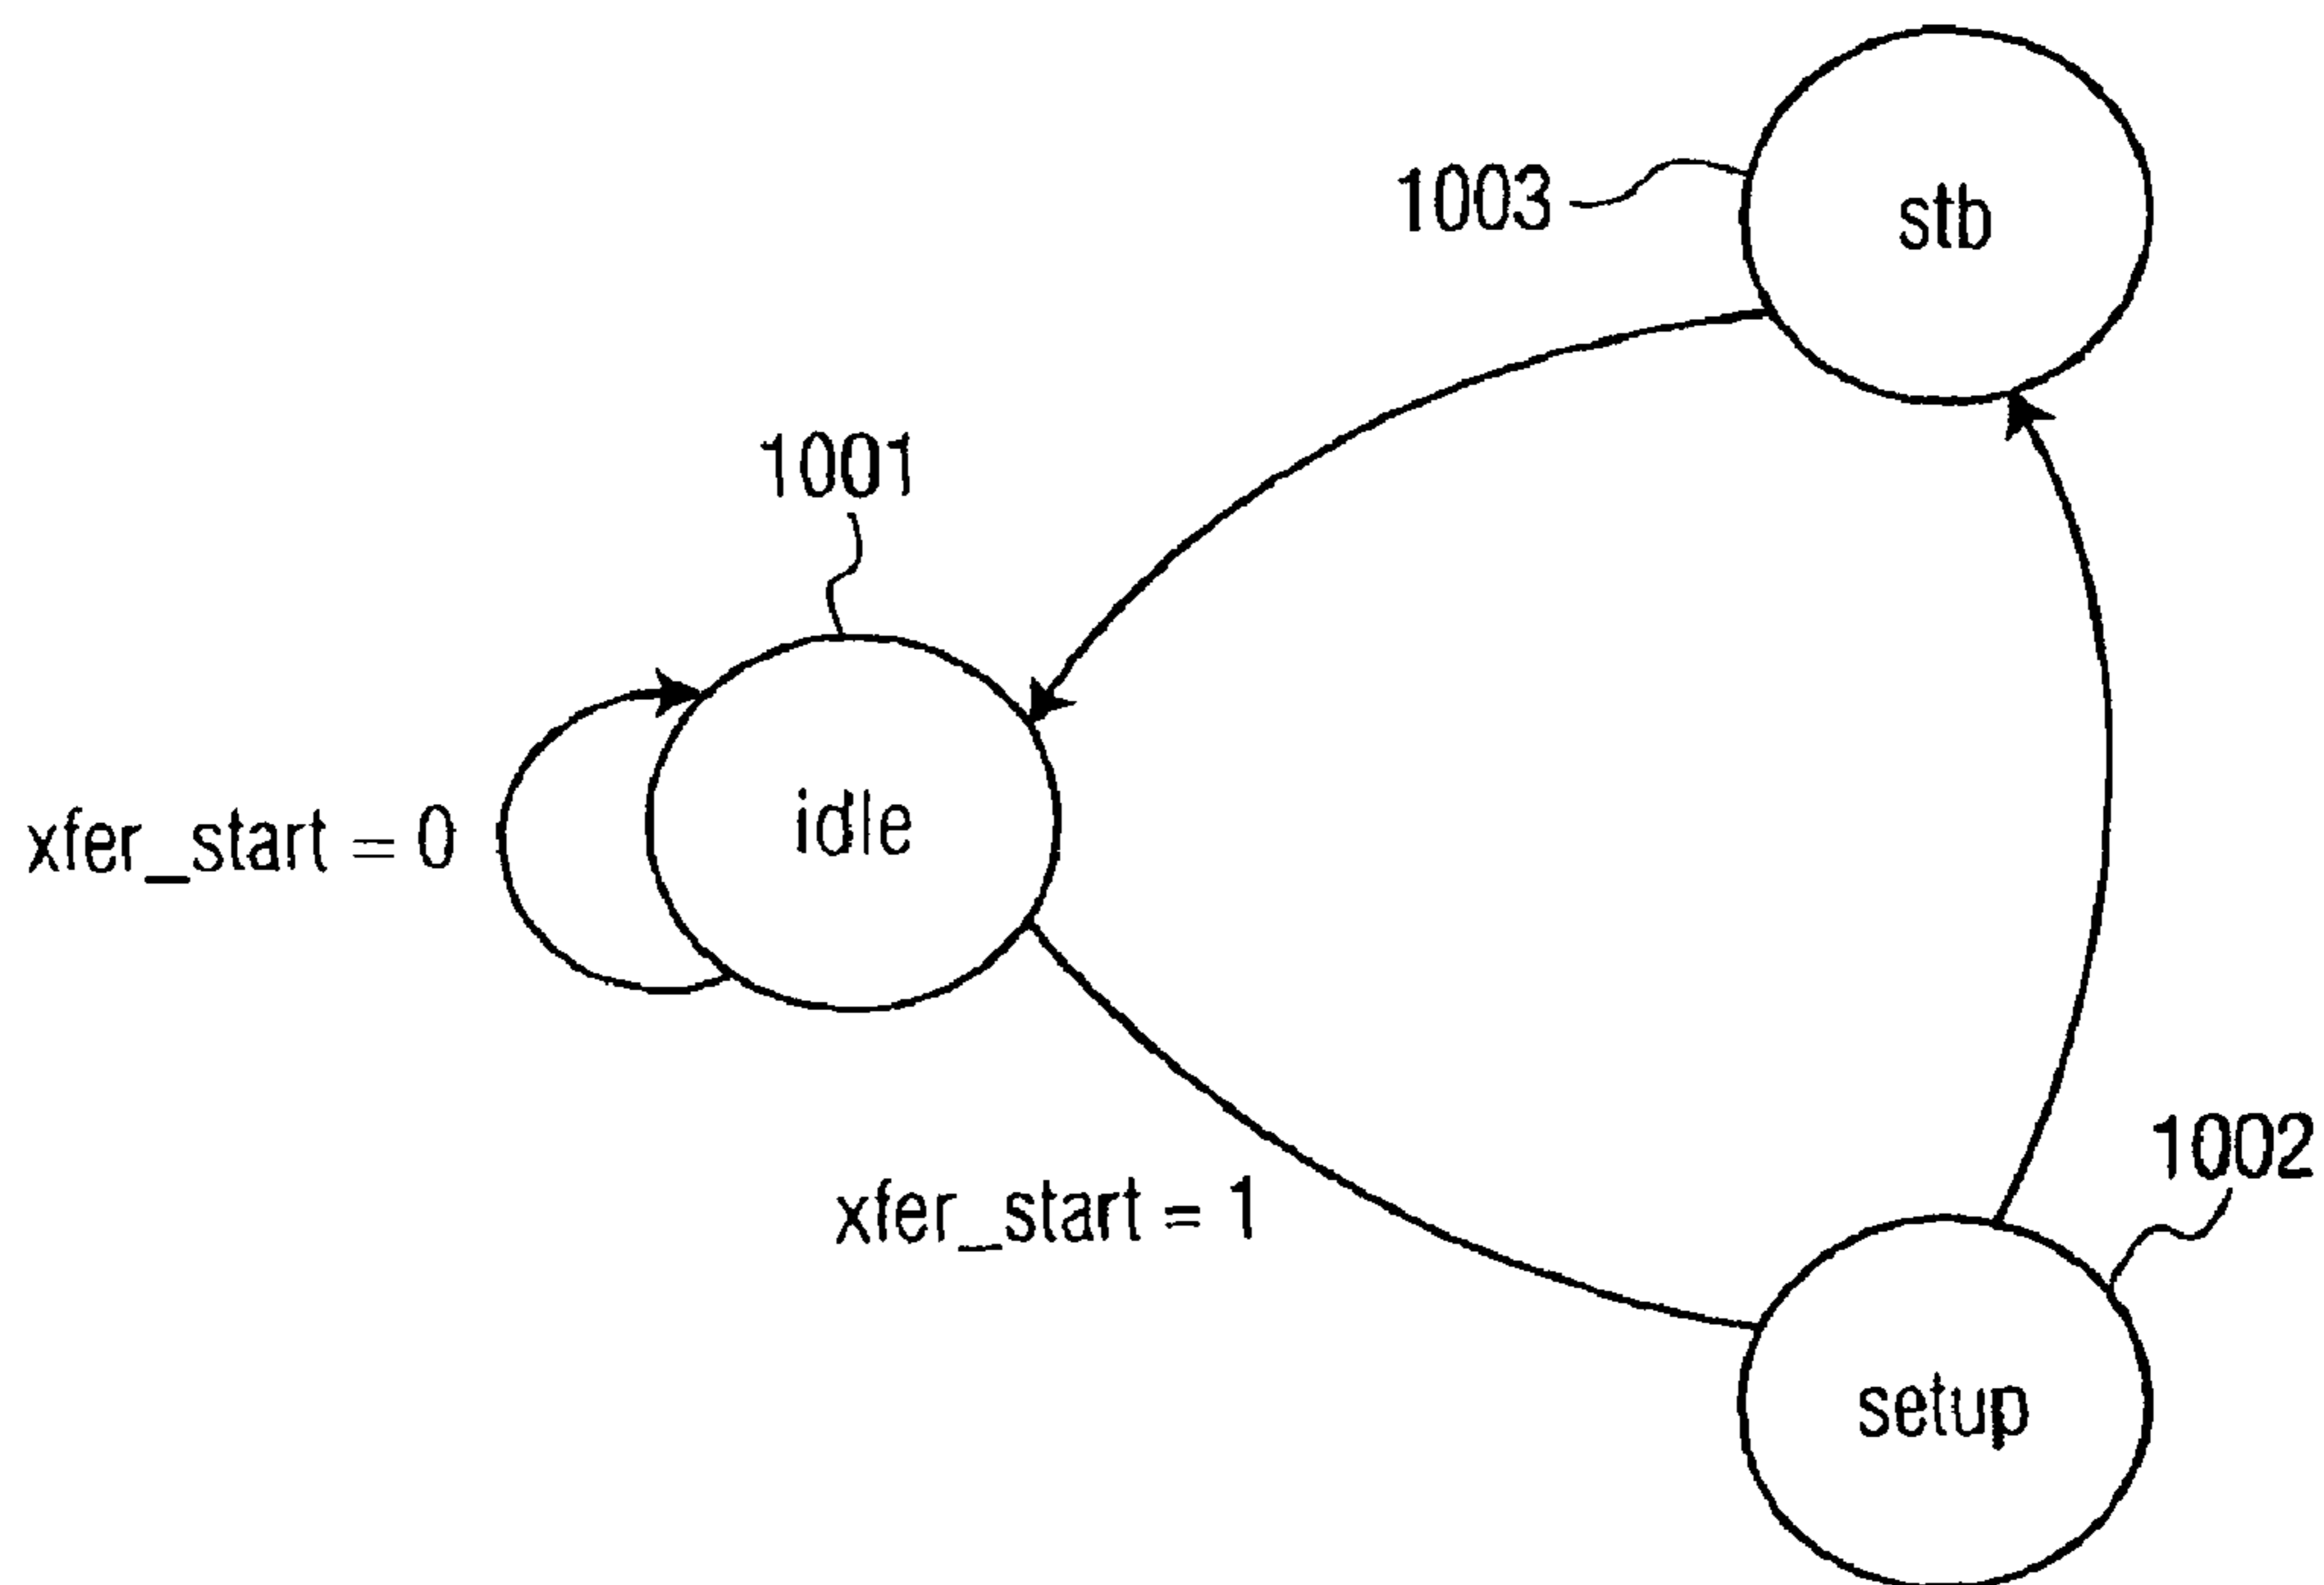 1003
stb
1001
idle
xfer_start = 0
1002
xfer_start = 1
setup